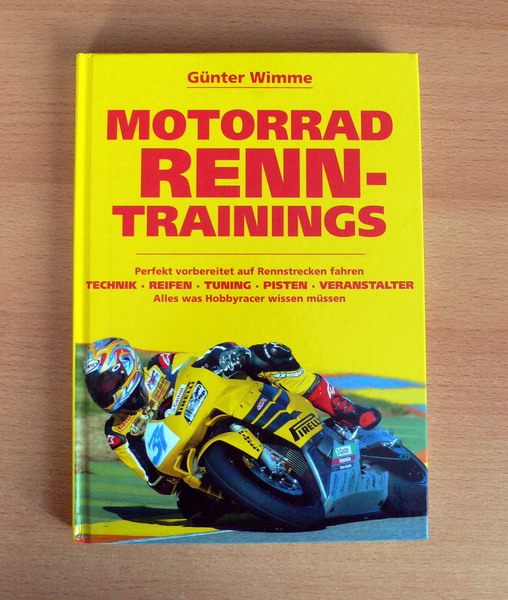 Günter Wimme
MOTORRAD
RENN-
TRAININGS
Perfekt vorbereitet auf Rennstrecken fahren
TECHNIK · REIFEN · TUNING · PISTEN · VERANSTALTER
Alles was Hobbyracer wissen müssen
PIRELLI
PIRELLI